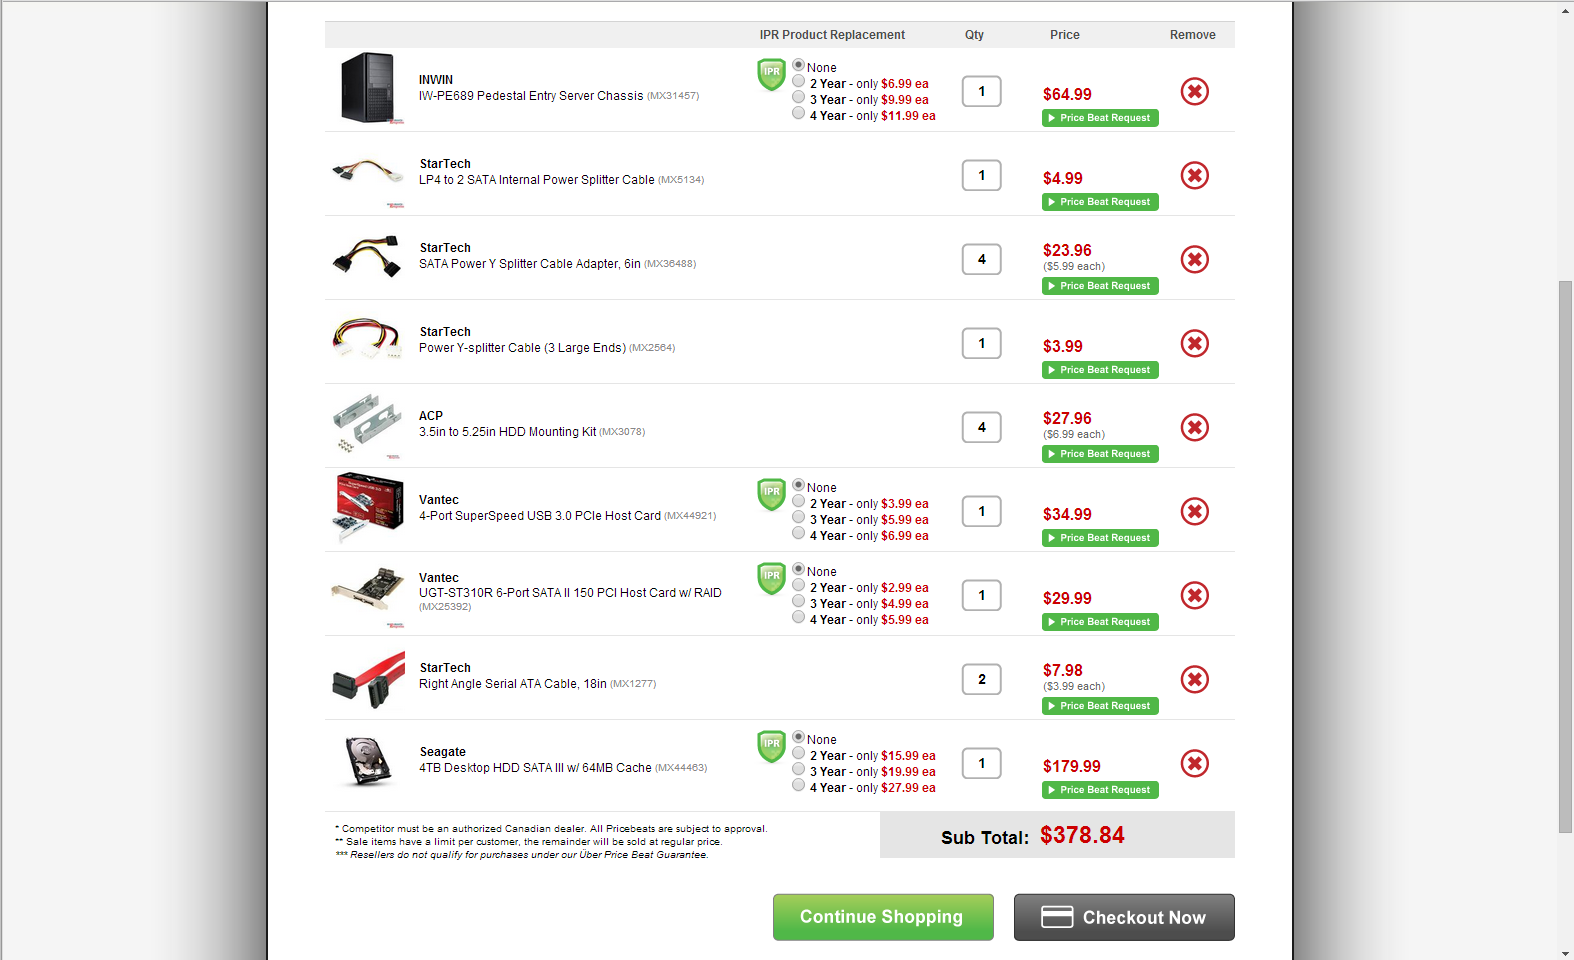 IPR Product Replacement Qty Price Remove
INWIN
IW-PE689 Pedestal Entry Server Chassis (MX31457)
IPR
None
2 Year - only $6.99 ea
3 Year - only $9.99 ea
4 Year - only $11.99 ea
1
$64.99
Price Beat Request
StarTech
LP4 to 2 SATA Internal Power Splitter Cable (MX5134)
1
$4.99
Price Beat Request
StarTech
SATA Power Y Splitter Cable Adapter, 6in (MX36488)
4
$23.96
($5.99 each)
Price Beat Request
StarTech
Power Y-splitter Cable (3 Large Ends) (MX2564)
1
$3.99
Price Beat Request
ACP
3.5in to 5.25in HDD Mounting Kit (MX3078)
4
$27.96
($6.99 each)
Price Beat Request
Vantec
4-Port SuperSpeed USB 3.0 PCIe Host Card (MX44921)
IPR
None
2 Year - only $3.99 ea
3 Year - only $5.99 ea
4 Year - only $6.99 ea
1
$34.99
Price Beat Request
Vantec
UGT-ST310R 6-Port SATA II 150 PCI Host Card w/ RAID
(MX25392)
IPR
None
2 Year - only $2.99 ea
3 Year - only $4.99 ea
4 Year - only $5.99 ea
1
$29.99
Price Beat Request
StarTech
Right Angle Serial ATA Cable, 18in (MX1277)
2
$7.98
($3.99 each)
Price Beat Request
Seagate
4TB Desktop HDD SATA III w/ 64MB Cache (MX44463)
IPR
None
2 Year - only $15.99 ea
3 Year - only $19.99 ea
4 Year - only $27.99 ea
1
$179.99
Price Beat Request
* Competitor must be an authorized Canadian dealer. All Pricebeats are subject to approval.
** Sale items have a limit per customer, the remainder will be sold at regular price.
*** Resellers do not qualify for purchases under our Über Price Beat Guarantee.
Sub Total: $378.84
Continue Shopping
Checkout Now